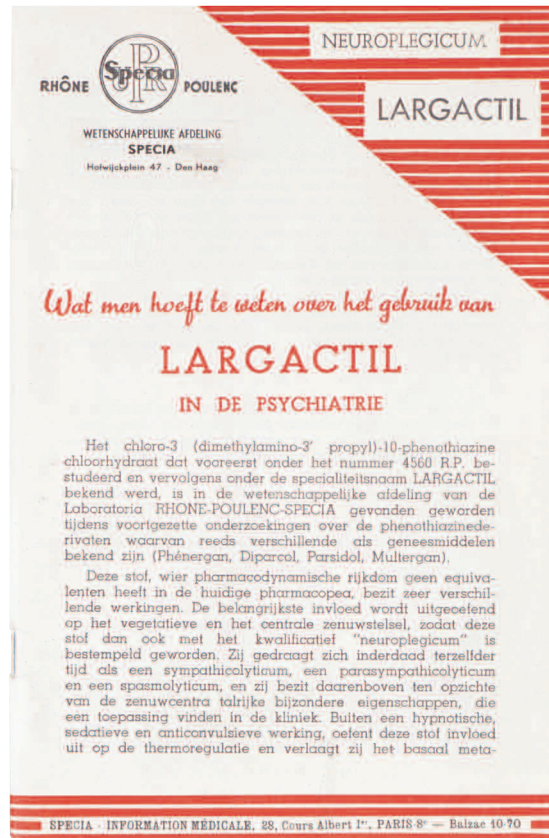 NEUROPLEGICUM
LARGACTIL
RHÔNE Specia POULENC
WETENSCHAPPELIJKE AFDELING
SPECIA
Hofwijckplein 47 - Den Haag
Wat men hoeft te weten over het gebruik van
LARGACTIL
IN DE PSYCHIATRIE
Het chloro-3 (dimethylamino-3' propyl)-10-phenothiazine
chloorhydraat dat vooreerst onder het nummer 4560 R.P. be-
studeerd en vervolgens onder de specialiteitsnaam LARGACTIL
bekend werd, is in de wetenschappelijke afdeling van de
Laboratoria RHONE-POULENC-SPECIA gevonden geworden
tijdens voortgezette onderzoekingen over de phenothiazinede-
rivaten waarvan reeds verschillende als geneesmiddelen
bekend zijn (Phénergan, Diparcol, Parsidol, Multergan).
Deze stof, wier pharmacodynamische rijkdom geen equiva-
lenten heeft in de huidige pharmacopea, bezit zeer verschil-
lende werkingen. De belangrijkste invloed wordt uitgeoefend
op het vegetatieve en het centrale zenuwstelsel, zodat deze
stof dan ook met het kwalificatief "neuroplegicum" is
bestempeld geworden. Zij gedraagt zich inderdaad terzelfder
tijd als een sympathicolyticum, een parasympathicolyticum
en een spasmolyticum, en zij bezit daarenboven ten opzichte
van de zenuwcentra talrijke bijzondere eigenschappen, die
een toepassing vinden in de kliniek. Buiten een hypnotische,
sedatieve en anticonvulsieve werking, oefent deze stof invloed
uit op de thermoregulatie en verlaagt zij het basaal meta-
SPECIA - INFORMATION MÉDICALE, 28, Cours Albert Iᵉʳ, PARIS-8ᵉ — Balzac 40-70